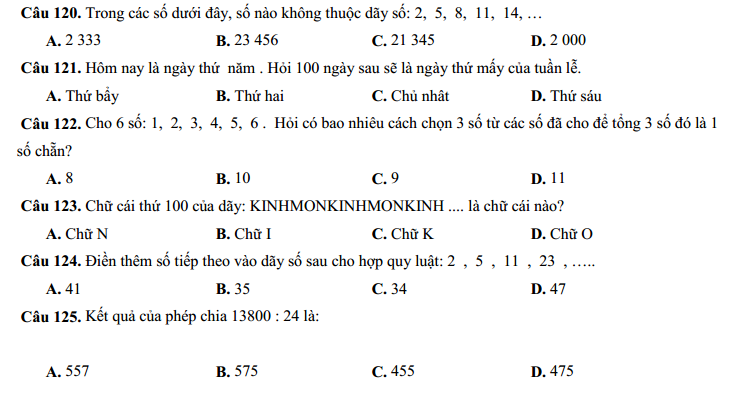 Câu 120. Trong các số dưới đây, số nào không thuộc dãy số: 2, 5, 8, 11, 14, …
A. 2 333 B. 23 456 C. 21 345 D. 2 000
Câu 121. Hôm nay là ngày thứ năm . Hỏi 100 ngày sau sẽ là ngày thứ mấy của tuần lễ.
A. Thứ bẩy B. Thứ hai C. Chủ nhât D. Thứ sáu
Câu 122. Cho 6 số: 1, 2, 3, 4, 5, 6 . Hỏi có bao nhiêu cách chọn 3 số từ các số đã cho để tổng 3 số đó là 1
số chẵn?
A. 8 B. 10 C. 9 D. 11
Câu 123. Chữ cái thứ 100 của dãy: KINHMONKINHMONKINH .... là chữ cái nào?
A. Chữ N B. Chữ I C. Chữ K D. Chữ O
Câu 124. Điền thêm số tiếp theo vào dãy số sau cho hợp quy luật: 2 , 5 , 11 , 23 , …..
A. 41 B. 35 C. 34 D. 47
Câu 125. Kết quả của phép chia 13800 : 24 là:
A. 557 B. 575 C. 455 D. 475